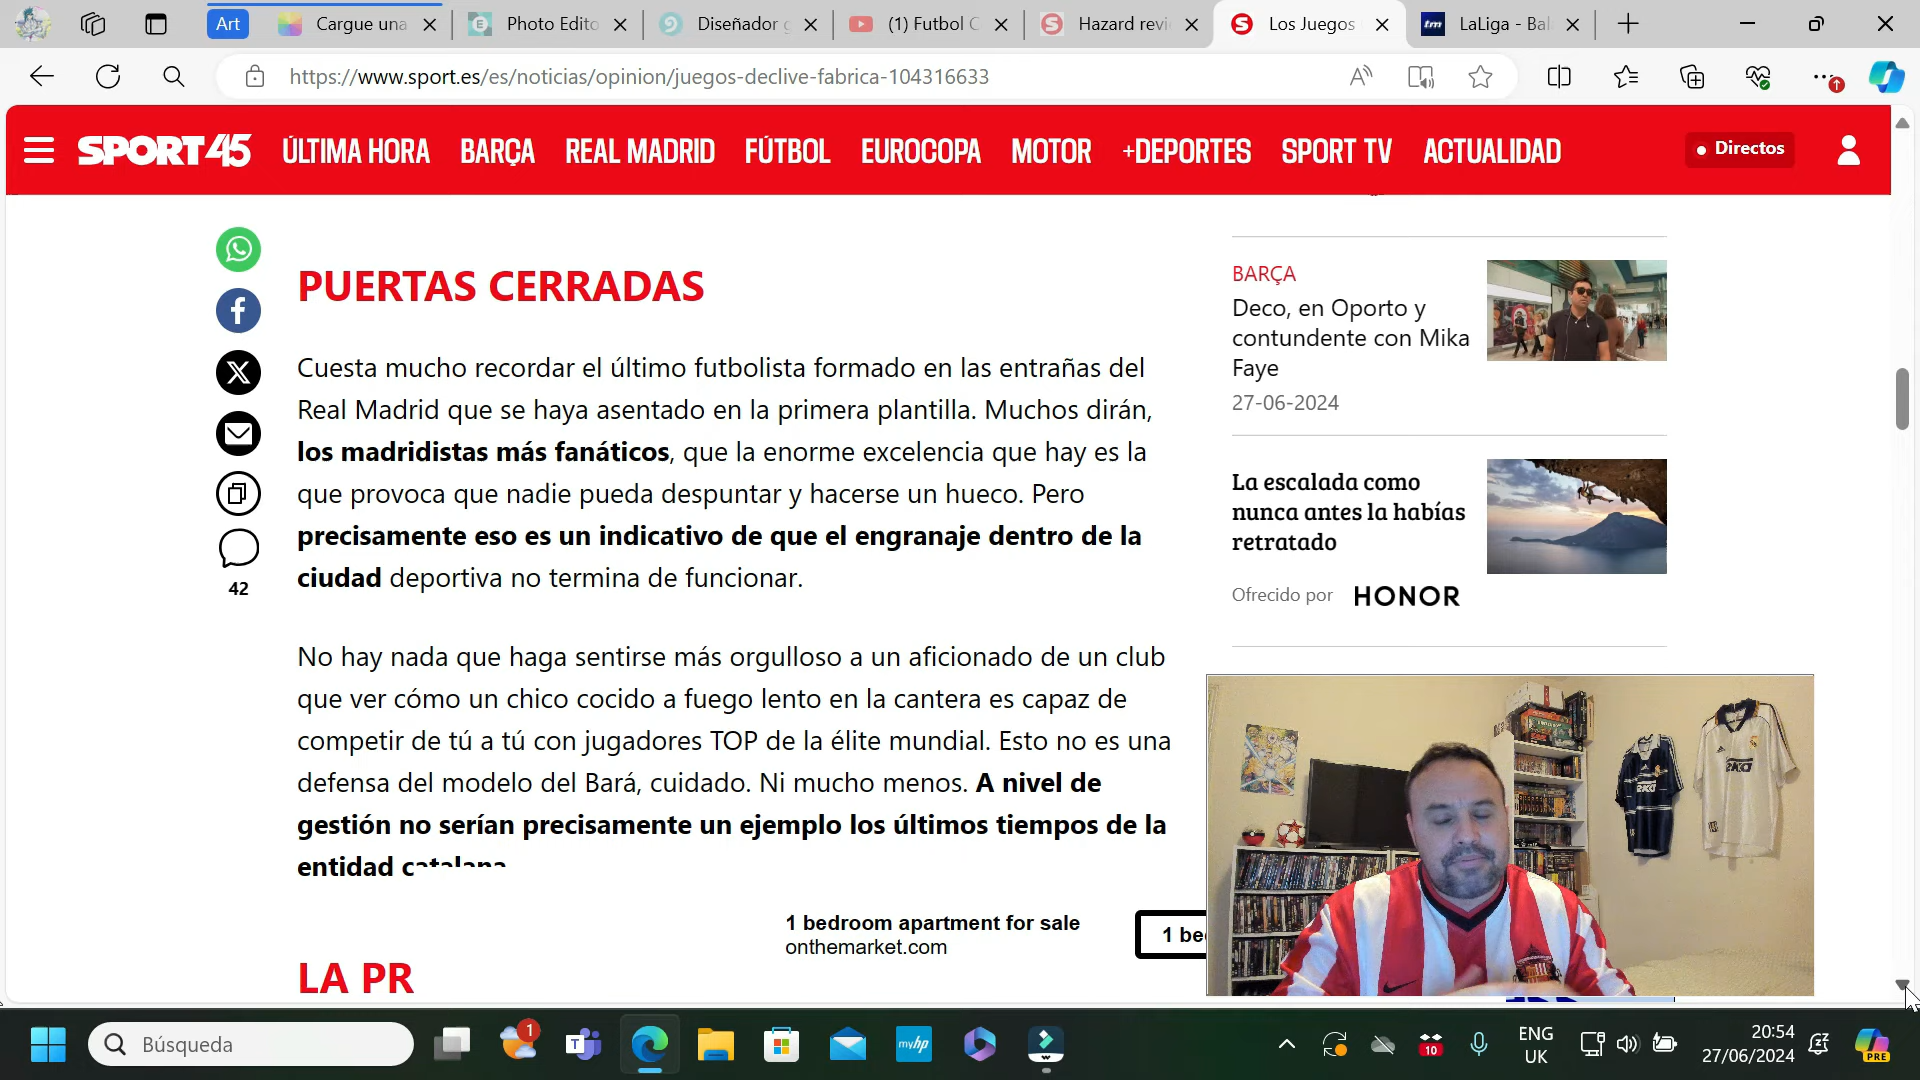 Art
Cargue una
Photo Edito
Diseñador g
(1) Futbol C
Hazard revi
Los Juegos
LaLiga - Bal
https://www.sport.es/es/noticias/opinion/juegos-declive-fabrica-104316633
SPORT 45
ÚLTIMA HORA
BARÇA
REAL MADRID
FÚTBOL
EUROCOPA
MOTOR
+DEPORTES
SPORT TV
ACTUALIDAD
Directos
PUERTAS CERRADAS
Cuesta mucho recordar el último futbolista formado en las entrañas del
Real Madrid que se haya asentado en la primera plantilla. Muchos dirán,
los madridistas más fanáticos, que la enorme excelencia que hay es la
que provoca que nadie pueda despuntar y hacerse un hueco. Pero
precisamente eso es un indicativo de que el engranaje dentro de la
ciudad deportiva no termina de funcionar.
42
No hay nada que haga sentirse más orgulloso a un aficionado de un club
que ver cómo un chico cocido a fuego lento en la cantera es capaz de
competir de tú a tú con jugadores TOP de la élite mundial. Esto no es una
defensa del modelo del Bará, cuidado. Ni mucho menos. A nivel de
gestión no serían precisamente un ejemplo los últimos tiempos de la
entidad catalana
LA PR
1 bedroom apartment for sale
onthemarket.com
1 be
BARÇA
Deco, en Oporto y
contundente con Mika
Faye
27-06-2024
La escalada como
nunca antes la habías
retratado
Ofrecido por HONOR
Búsqueda
1
myhp
10
ENG
UK
20:54
27/06/2024
PRE